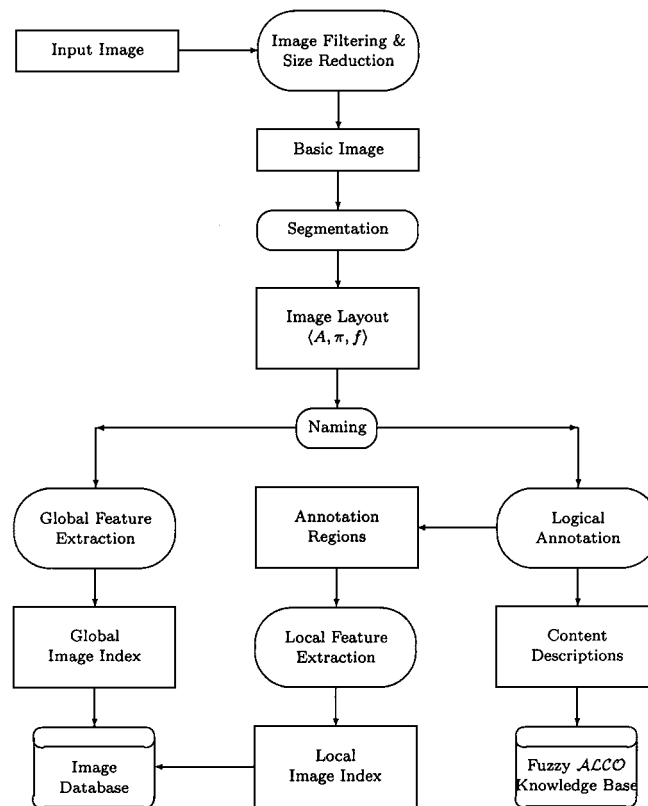 Input Image
Image Filtering &
Size Reduction
Basic Image
Segmentation
Image Layout
⟨A, π, f⟩
Naming
Global Feature
Extraction
Annotation
Regions
Logical
Annotation
Global
Image Index
Local Feature
Extraction
Content
Descriptions
Image
Database
Local
Image Index
Fuzzy 𝒜ℒ𝒞𝒪
Knowledge Base